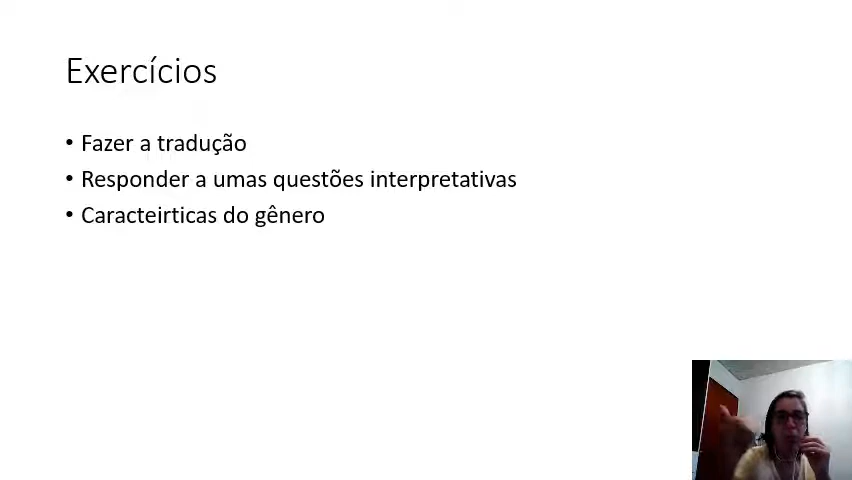 Exercícios
• Fazer a tradução
• Responder a umas questões interpretativas
• Caracteirticas do gênero